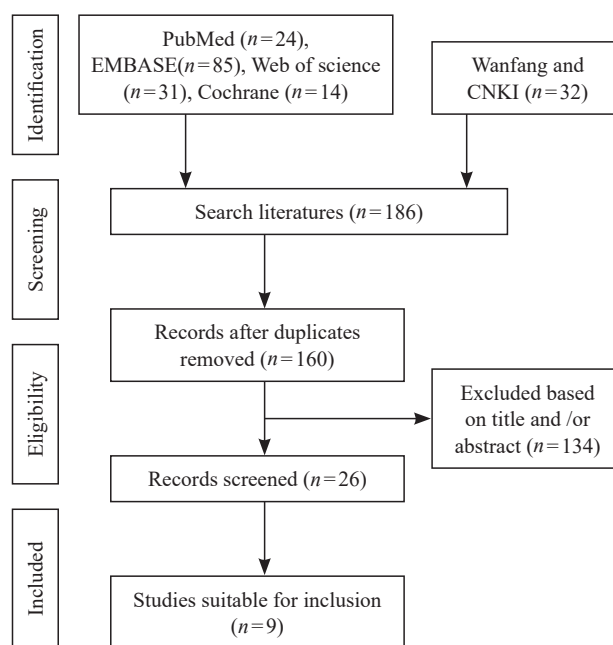 Identification
PubMed (n=24),
EMBASE(n=85), Web of science
(n=31), Cochrane (n=14)
Wanfang and
CNKI (n=32)
Screening
Search literatures (n=186)
Records after duplicates
removed (n=160)
Eligibility
Excluded based
on title and /or
abstract (n=134)
Records screened (n=26)
Included
Studies suitable for inclusion
(n=9)